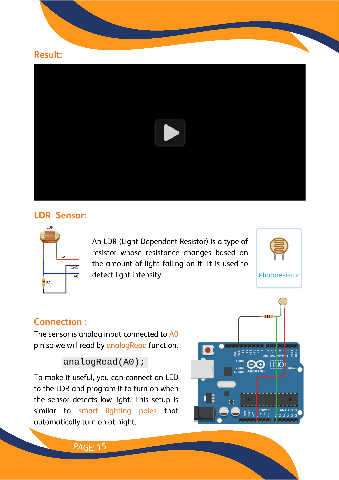 Result:
LDR Sensor:
LDR
An LDR (Light Dependent Resistor) is a type of
resistor whose resistance changes based on
the amount of light falling on it. It is used to
detect light intensity.
Photoresistor
Connection :
The sensor is analog input connected to A0
pin so we will read by analogRead function.
analogRoad(A0);
To make it useful, you can connect an LED
to the LDR and program it to turn on when
the sensor detects low light. This setup is
similar to smart lighting poles that
automatically turn on at night.
PAGE 15